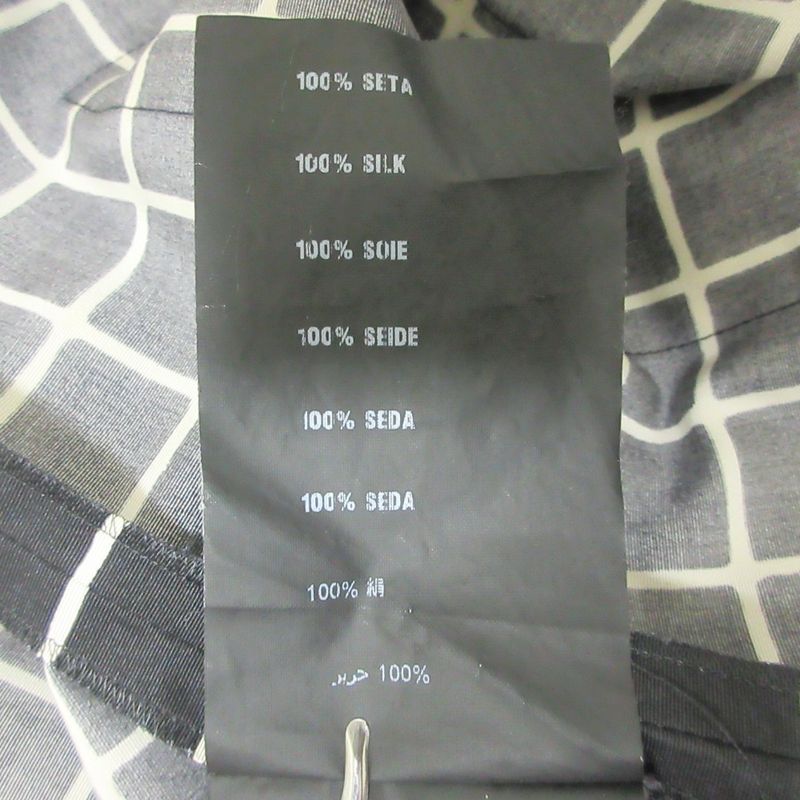 100% SETA
100% SILK
100% SOIE
100% SEIDE
100% SEDA
100% SEDA
100% 絹
100% حرير